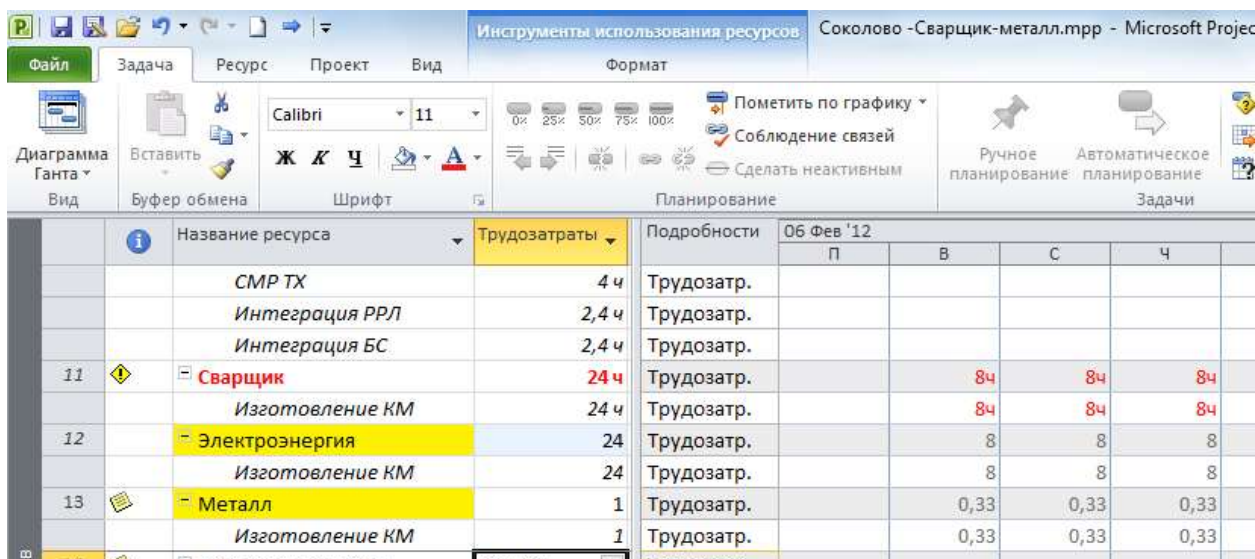 Инструменты использования ресурсов Соколово -Сварщик-металл.mpp - Microsoft Projec
Файл Задача Ресурс Проект Вид Формат
Calibri 11
0% 25% 50% 75% 100%
Пометить по графику
Диаграмма Ганта
Вставить
Ж К Ч
А
Соблюдение связей
Сделать неактивным
Ручное планирование
Автоматическое планирование
Вид Буфер обмена Шрифт Планирование Задачи
Название ресурса Трудозатраты Подробности 06 Фев '12
П В С Ч
СМР ТХ 4 ч Трудозатр.
Интеграция РРЛ 2,4 ч Трудозатр.
Интеграция БС 2,4 ч Трудозатр.
11 Сварщик 24 ч Трудозатр. 8ч 8ч 8ч
Изготовление КМ 24 ч Трудозатр. 8ч 8ч 8ч
12 Электроэнергия 24 Трудозатр. 8 8 8
Изготовление КМ 24 Трудозатр. 8 8 8
13 Металл 1 Трудозатр. 0,33 0,33 0,33
Изготовление КМ 1 Трудозатр. 0,33 0,33 0,33